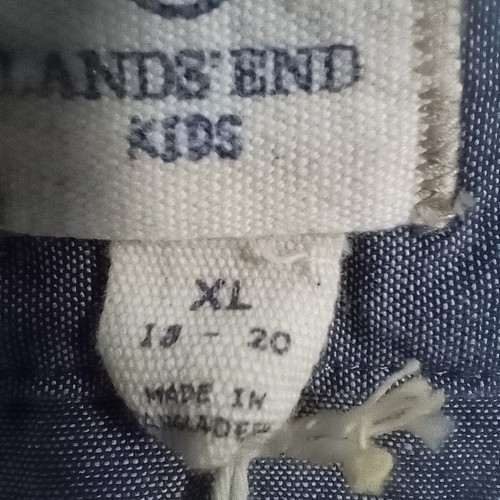 LANDS' END
KIDS
XL
18 - 20
MADE IN